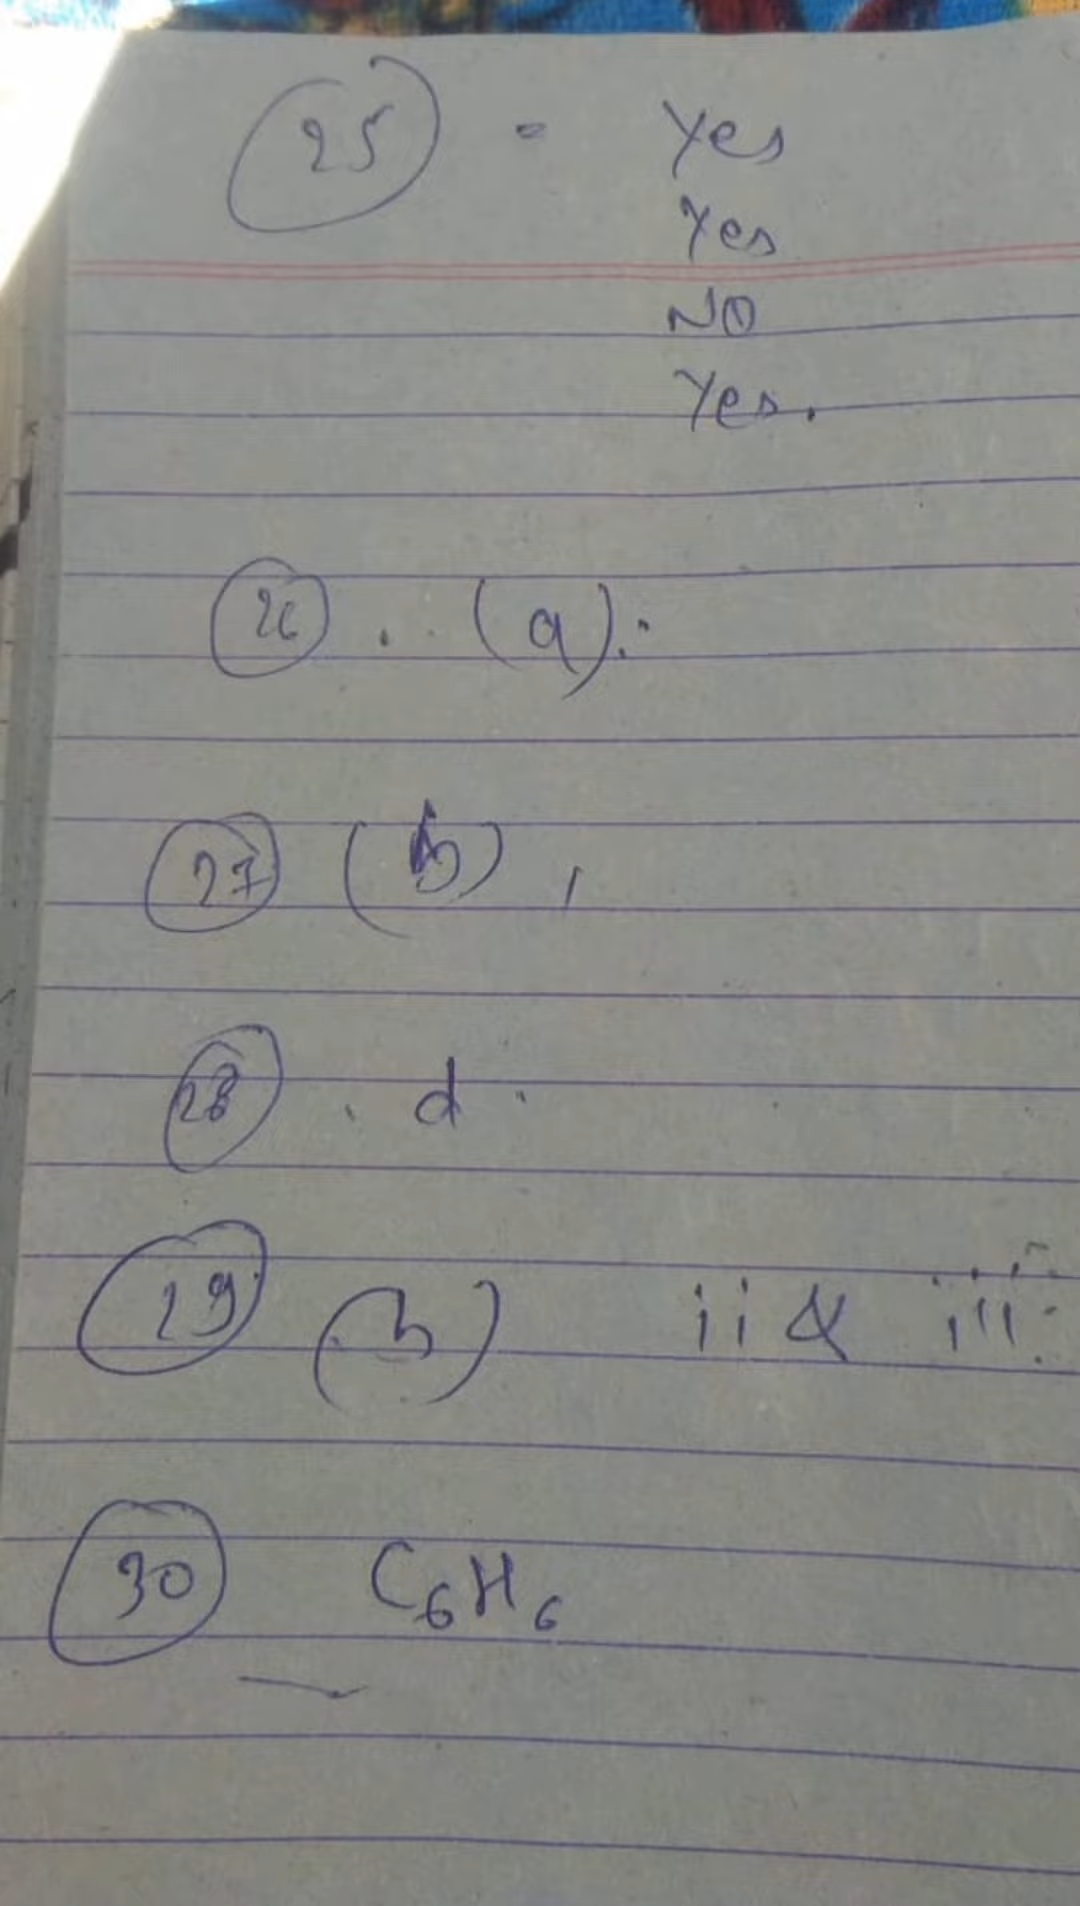 25 - Yes
Yes
NO
Yes.
26 . (a).
27 (b) ,
28 . d .
29 (b) ii & iii
30 C₆H₆